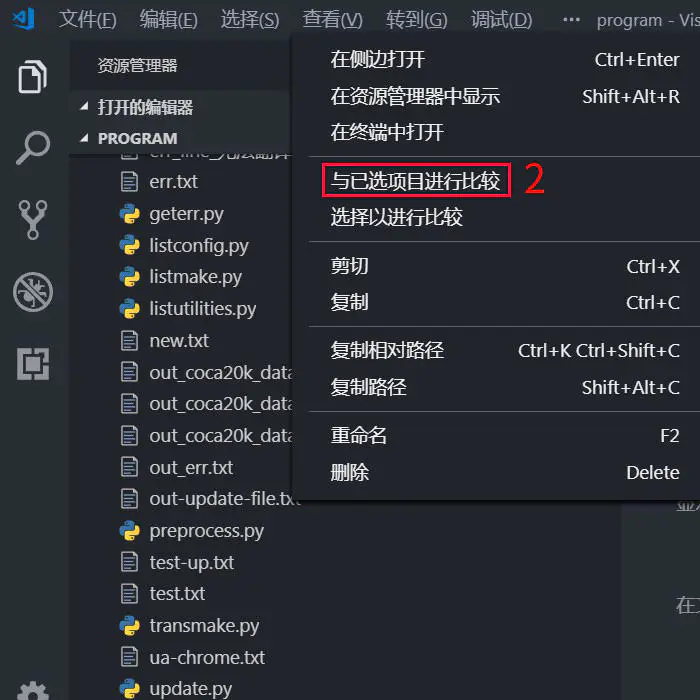 文件(F) 编辑(E) 选择(S) 查看(V) 转到(G) 调试(D) ··· program - Vis
资源管理器
打开的编辑器
PROGRAM
err.txt
geterr.py
listconfig.py
listmake.py
listutilities.py
new.txt
out_coca20k_data
out_coca20k_data
out_coca20k_data
out_err.txt
out-update-file.txt
preprocess.py
test-up.txt
test.txt
transmake.py
ua-chrome.txt
update.py
在侧边打开 Ctrl+Enter
在资源管理器中显示 Shift+Alt+R
在终端中打开
与已选项目进行比较 2
选择以进行比较
剪切 Ctrl+X
复制 Ctrl+C
复制相对路径 Ctrl+K Ctrl+Shift+C
复制路径 Shift+Alt+C
重命名 F2
删除 Delete